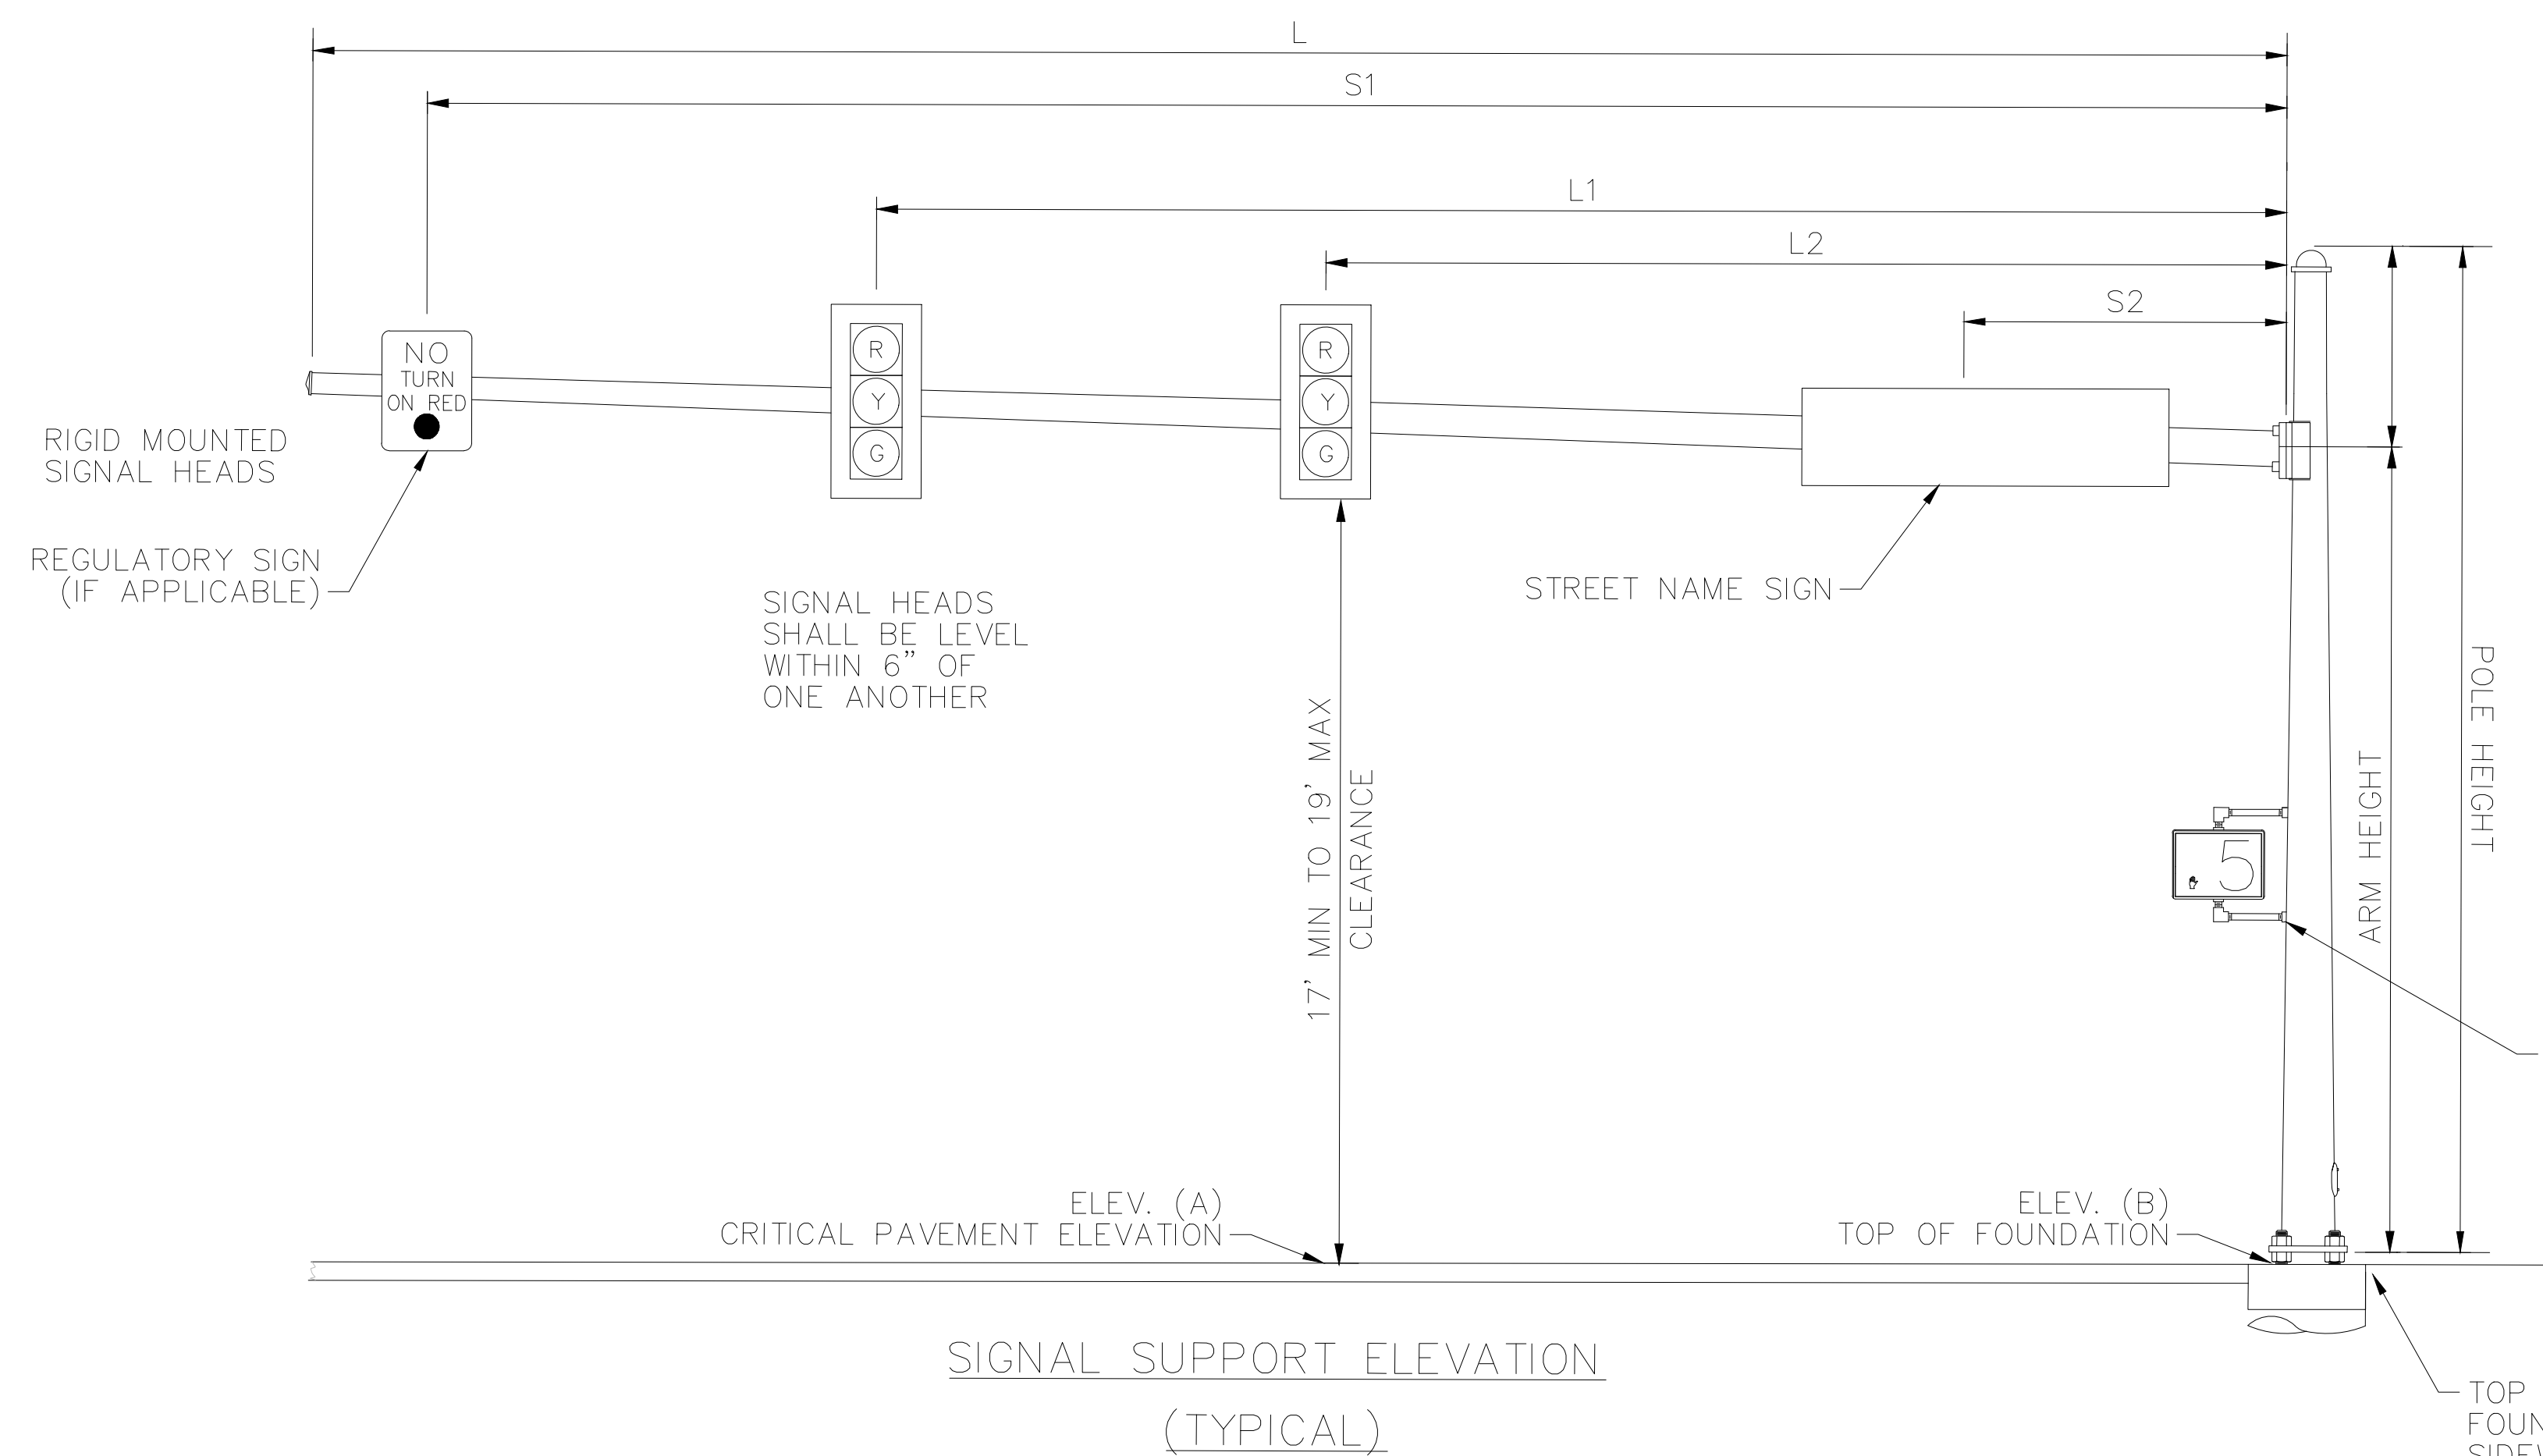 L
S1
L1
L2
S2
NO
TURN
ON RED
R
Y
G
R
Y
G
RIGID MOUNTED
SIGNAL HEADS
REGULATORY SIGN
(IF APPLICABLE)
SIGNAL HEADS
SHALL BE LEVEL
WITHIN 6" OF
ONE ANOTHER
STREET NAME SIGN
17' MIN TO 19' MAX
CLEARANCE
5
ARM HEIGHT
POLE HEIGHT
ELEV. (A)
CRITICAL PAVEMENT ELEVATION
ELEV. (B)
TOP OF FOUNDATION
SIGNAL SUPPORT ELEVATION
(TYPICAL)
TOP